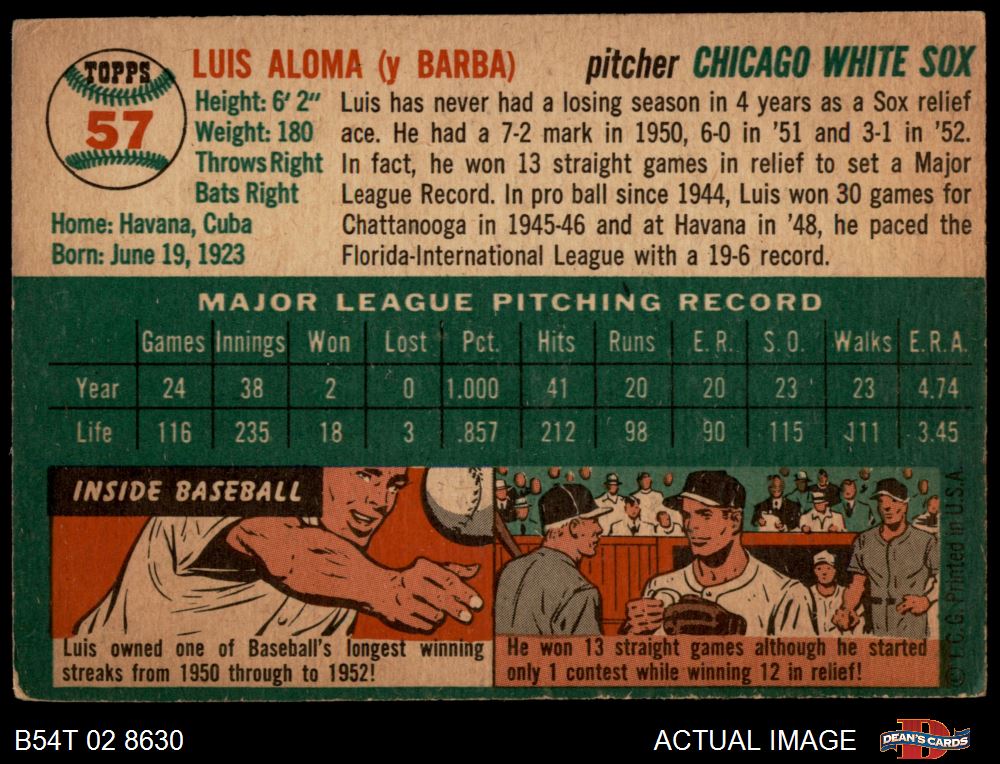 TOPPS
57
LUIS ALOMA (y BARBA)
pitcher CHICAGO WHITE SOX
Height: 6' 2"
Weight: 180
Throws Right
Bats Right
Home: Havana, Cuba
Born: June 19, 1923
Luis has never had a losing season in 4 years as a Sox relief
ace. He had a 7-2 mark in 1950, 6-0 in '51 and 3-1 in '52.
In fact, he won 13 straight games in relief to set a Major
League Record. In pro ball since 1944, Luis won 30 games for
Chattanooga in 1945-46 and at Havana in '48, he paced the
Florida-International League with a 19-6 record.
MAJOR LEAGUE PITCHING RECORD
Games Innings Won Lost Pct. Hits Runs E. R. S. O. Walks E.R.A.
Year 24 38 2 0 1.000 41 20 20 23 23 4.74
Life 116 235 18 3 .857 212 98 90 115 111 3.45
INSIDE BASEBALL
Luis owned one of Baseball's longest winning
streaks from 1950 through to 1952!
He won 13 straight games although he started
only 1 contest while winning 12 in relief!
© T.C.G. Printed in U.S.A.
B54T 02 8630
ACTUAL IMAGE
D
DEAN'S CARDS